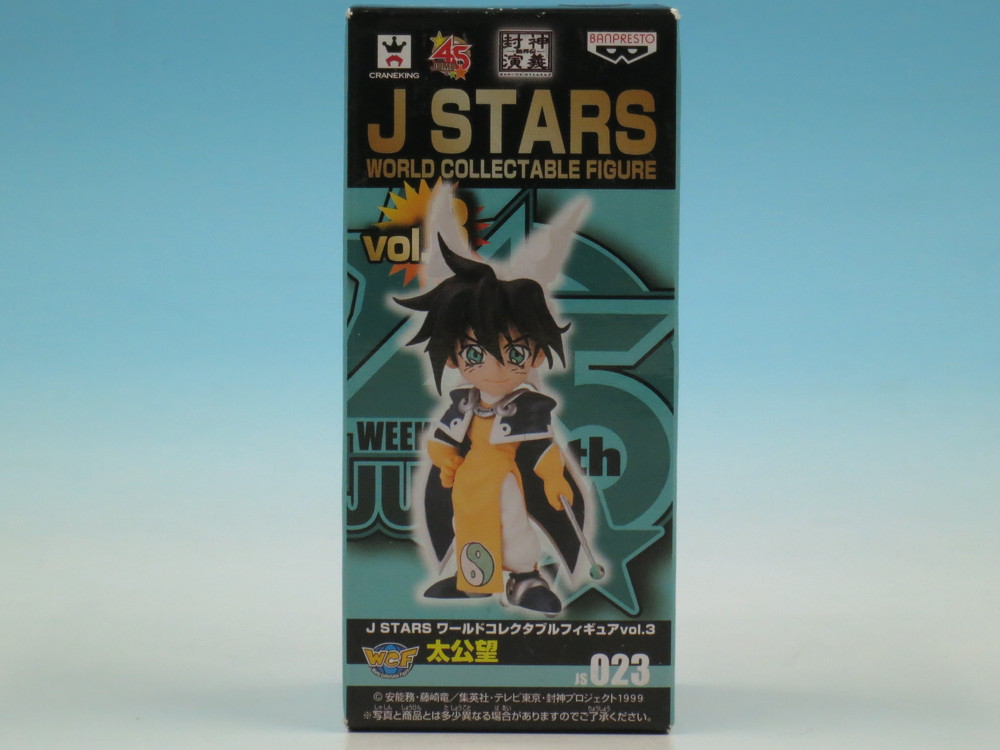 CRANEKING
45
JUMP
封神
演義
BANPRESTO
J STARS
WORLD COLLECTABLE FIGURE
vol.3
WEEK
JU
th
J STARS ワールドコレクタブルフィギュアvol.3
WCF
太公望
JS 023
© 安能務・藤崎竜／集英社・テレビ東京・封神プロジェクト1999
※写真と商品とは多少異なる場合がありますのでご了承ください。